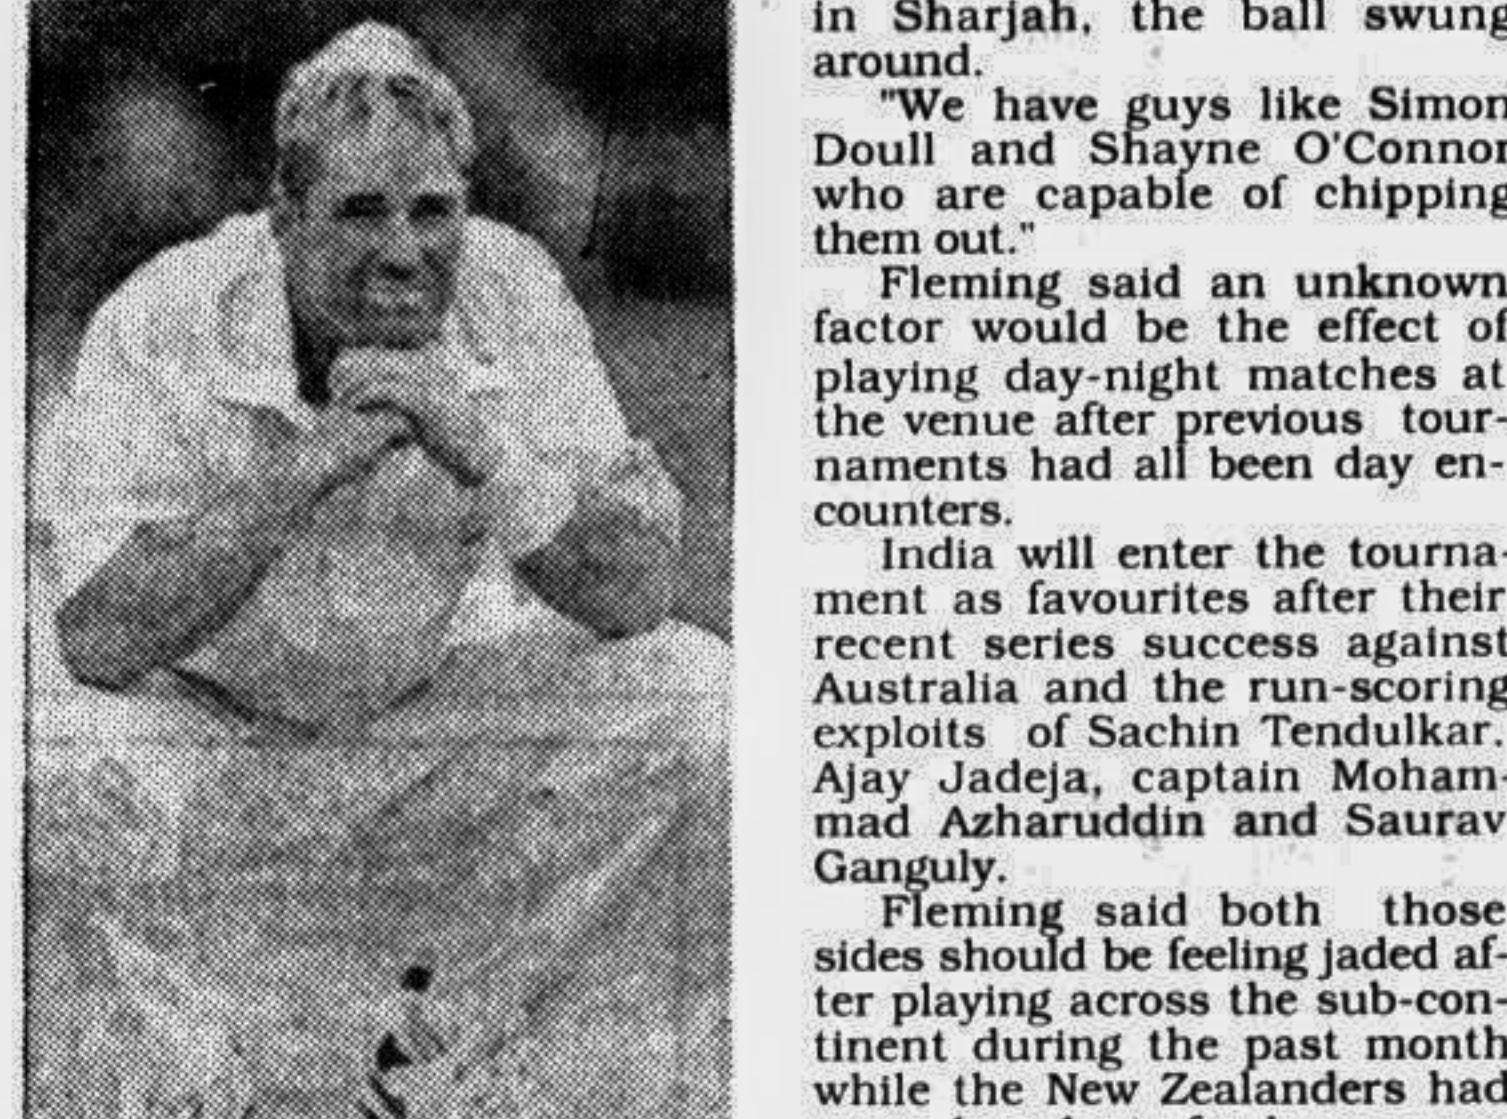 in Sharjah, the ball swung
around.
"We have guys like Simon
Doull and Shayne O'Connor
who are capable of chipping
them out."
Fleming said an unknown
factor would be the effect of
playing day-night matches at
the venue after previous tour-
naments had all been day en-
counters.
India will enter the tourna-
ment as favourites after their
recent series success against
Australia and the run-scoring
exploits of Sachin Tendulkar.
Ajay Jadeja, captain Moham-
mad Azharuddin and Saurav
Ganguly.
Fleming said both those
sides should be feeling jaded af-
ter playing across the sub-con-
tinent during the past month
while the New Zealanders had